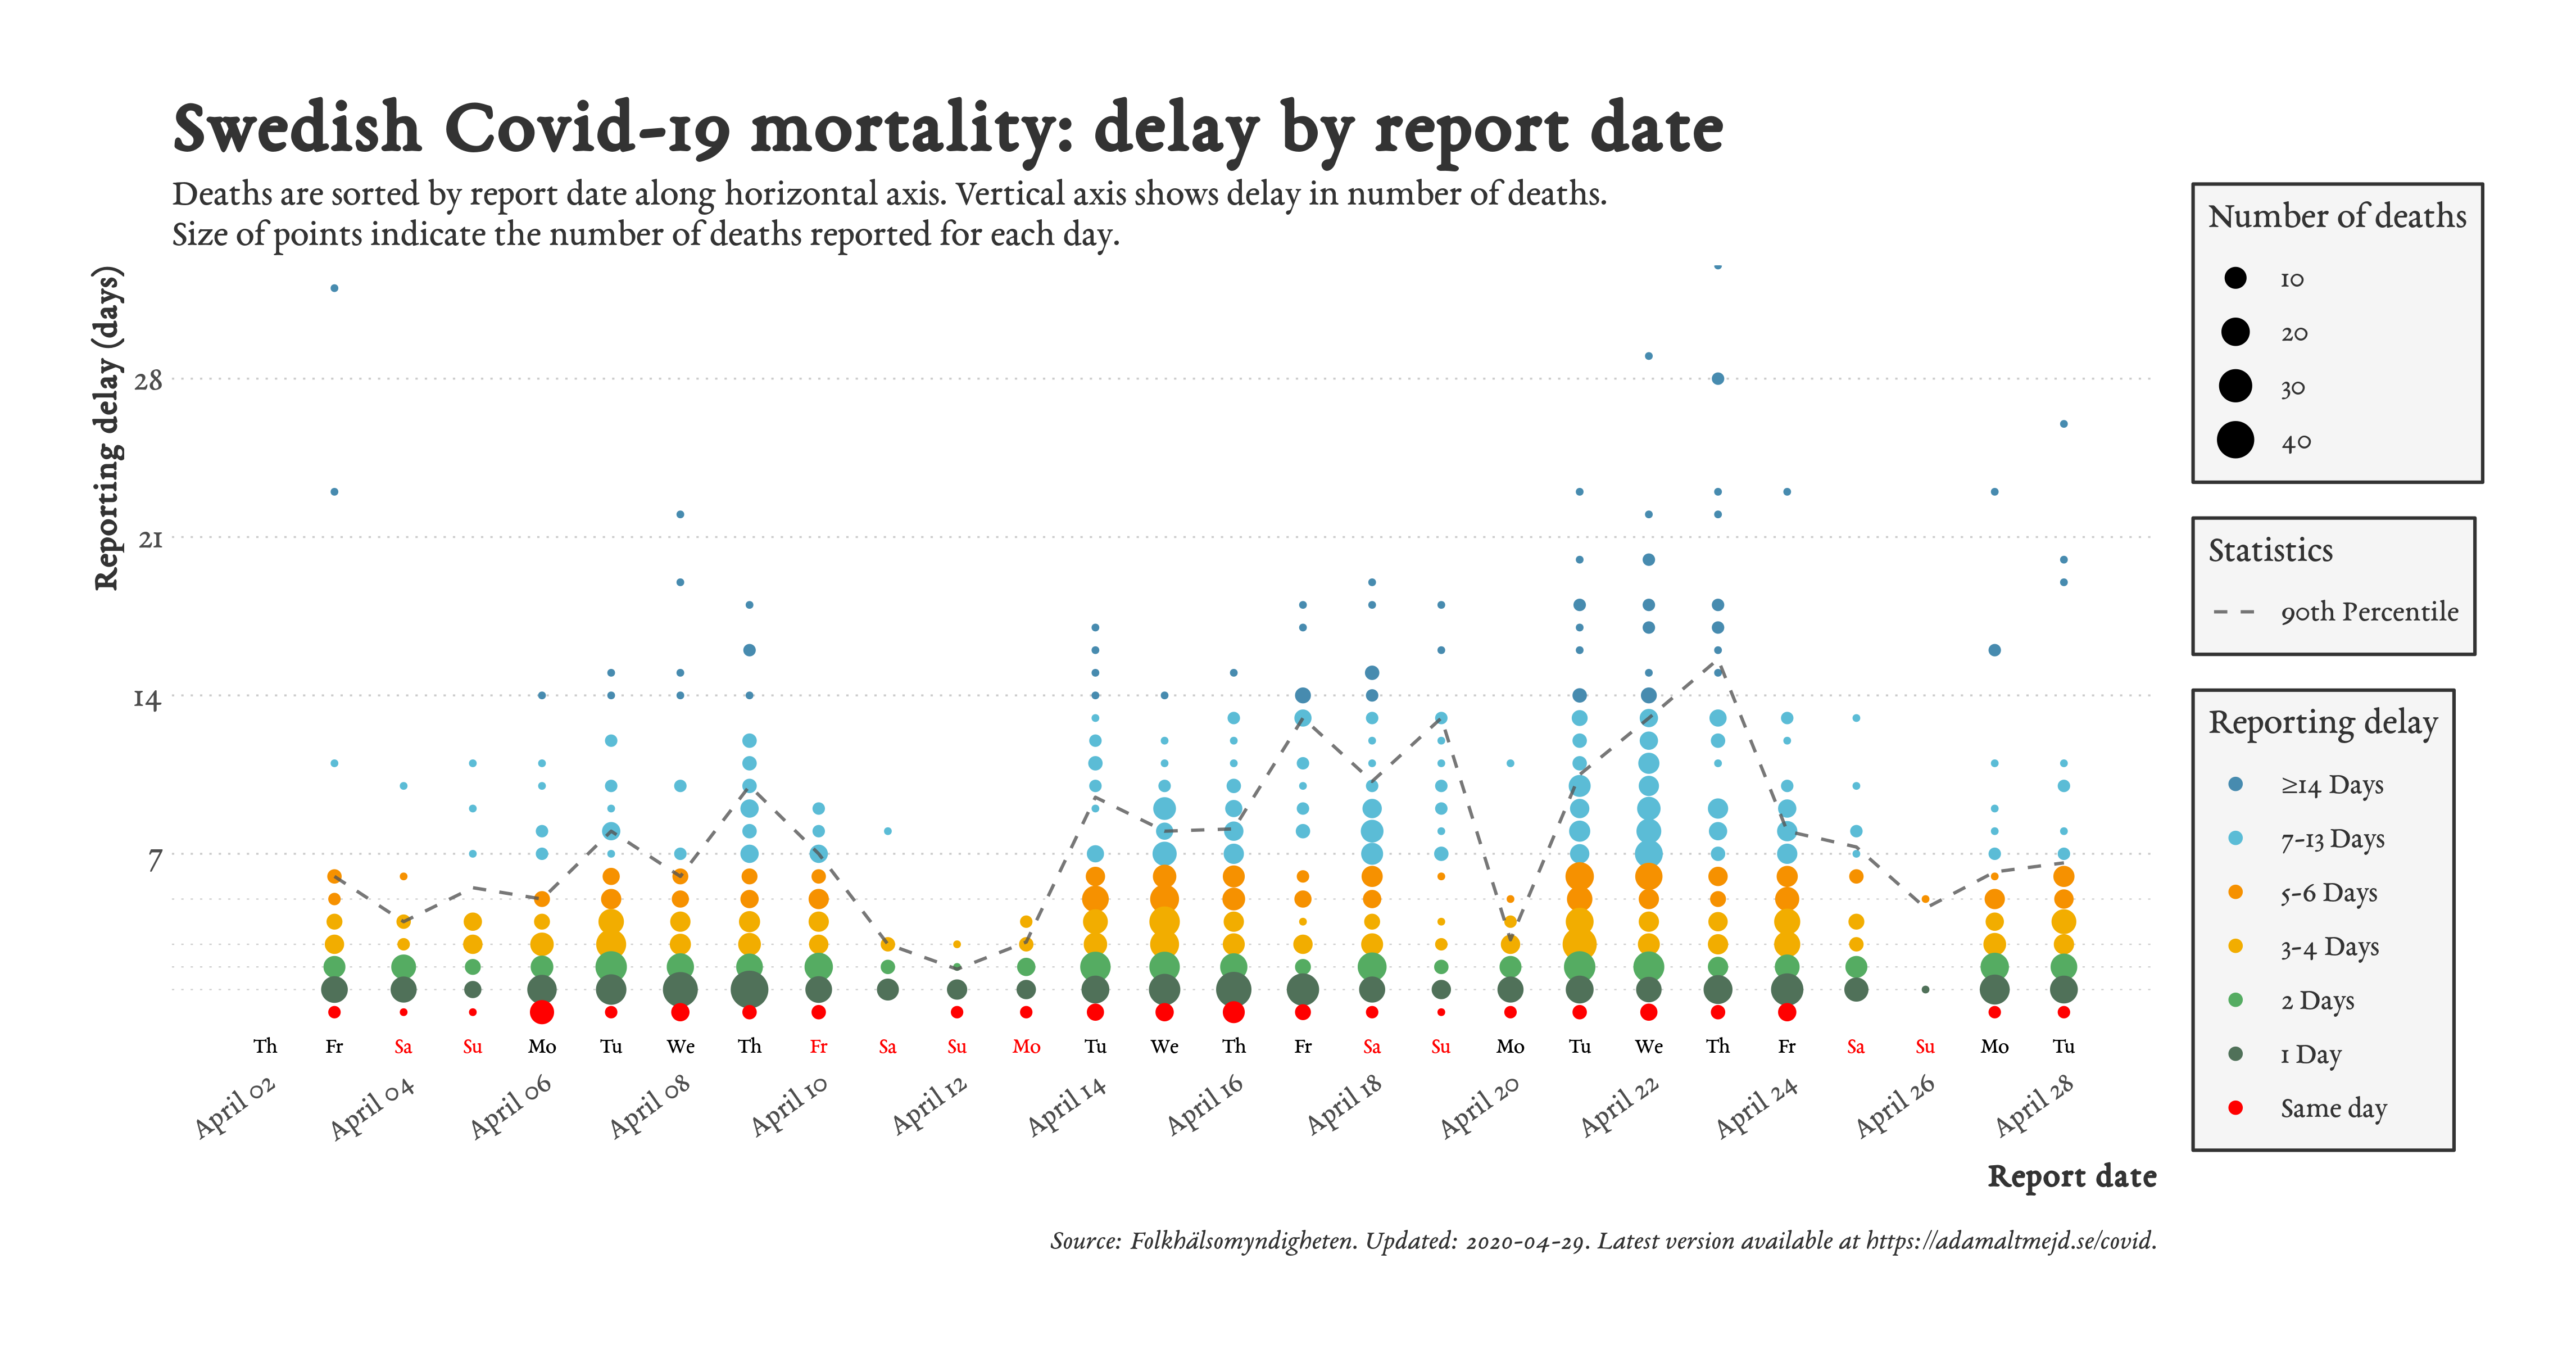 Swedish Covid-19 mortality: delay by report date
Deaths are sorted by report date along horizontal axis. Vertical axis shows delay in number of deaths.
Size of points indicate the number of deaths reported for each day.
Reporting delay (days)
28
21
14
7
Th Fr Sa Su Mo Tu We Th Fr Sa Su Mo Tu We Th Fr Sa Su Mo Tu We Th Fr Sa Su Mo Tu
April 02 April 04 April 06 April 08 April 10 April 12 April 14 April 16 April 18 April 20 April 22 April 24 April 26 April 28
Report date
Number of deaths
10
20
30
40
Statistics
90th Percentile
Reporting delay
≥14 Days
7-13 Days
5-6 Days
3-4 Days
2 Days
1 Day
Same day
Source: Folkhälsomyndigheten. Updated: 2020-04-29. Latest version available at https://adamaltmejd.se/covid.